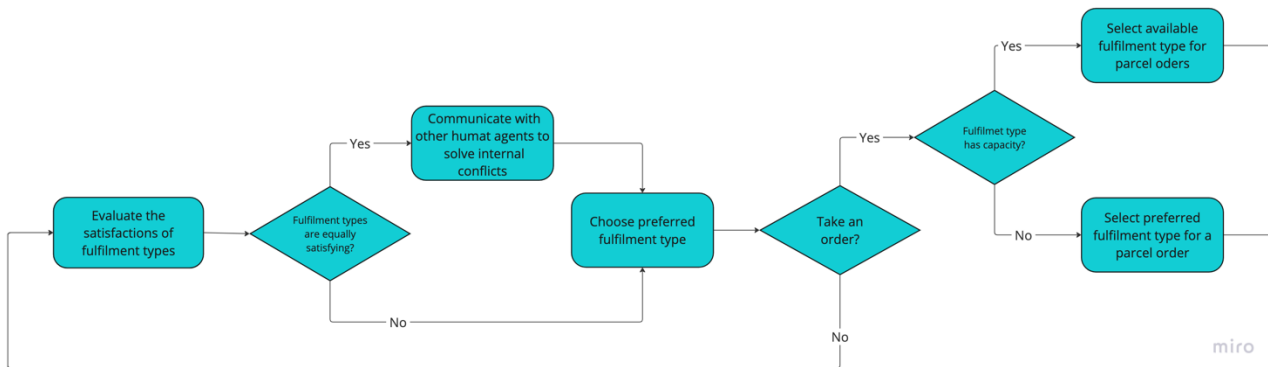 Evaluate the
satisfactions of
fulfilment types
Fulfilment types
are equally
satisfying?
Yes
Communicate with
other humat agents to
solve internal
conflicts
No
Choose preferred
fulfilment type
Take an
order?
Yes
No
Fulfilmet type
has capacity?
Yes
Select available
fulfilment type for
parcel oders
No
Select preferred
fulfilment type for a
parcel order
miro